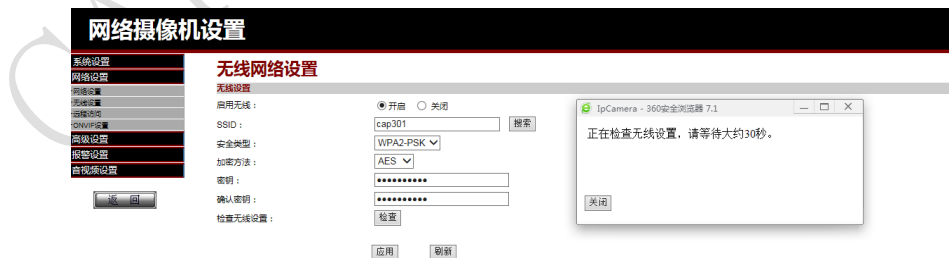 网络摄像机设置
系统设置
网络设置
网络设置
无线设置
远程访问
ONVIF设置
高级设置
报警设置
音视频设置
返 回
无线网络设置
无线设置
启用无线： 开启 关闭
SSID： cap301 搜索
安全类型： WPA2-PSK
加密方法： AES
密钥： ••••••••••
确认密钥： ••••••••••
检查无线设置： 检查
应用 刷新
IpCamera - 360安全浏览器 7.1
正在检查无线设置，请等待大约30秒。
关闭